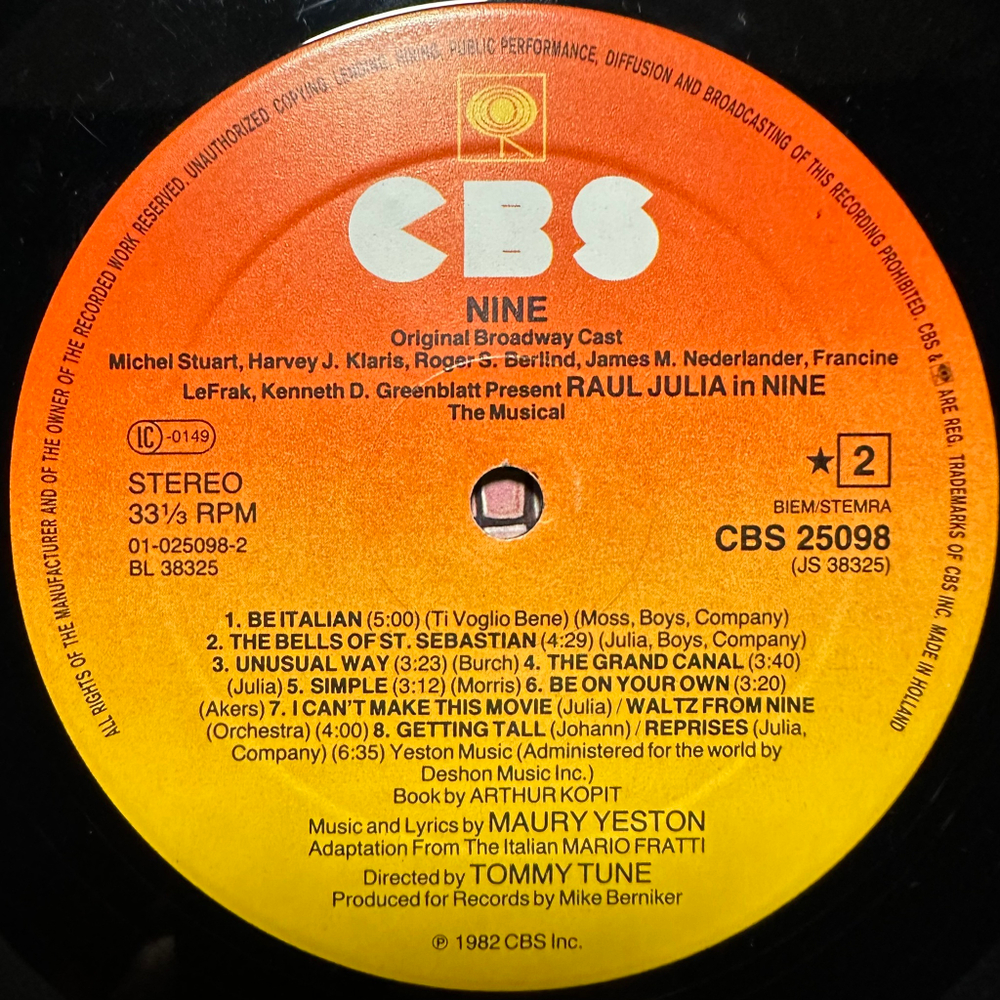 ALL RIGHTS OF THE MANUFACTURER AND OF THE OWNER OF THE RECORDED WORK RESERVED. UNAUTHORIZED COPYING, LENDING, HIRING, PUBLIC PERFORMANCE, DIFFUSION AND BROADCASTING OF THIS RECORDING PROHIBITED. CBS & ARE REG. TRADEMARKS OF CBS INC. MADE IN HOLLAND
CBS
NINE
Original Broadway Cast
Michel Stuart, Harvey J. Klaris, Roger S. Berlind, James M. Nederlander, Francine
LeFrak, Kenneth D. Greenblatt Present RAUL JULIA in NINE
The Musical
LC -0149
STEREO
33⅓ RPM
01-025098-2
BL 38325
★ 2
BIEM/STEMRA
CBS 25098
(JS 38325)
1. BE ITALIAN (5:00) (Ti Voglio Bene) (Moss, Boys, Company)
2. THE BELLS OF ST. SEBASTIAN (4:29) (Julia, Boys, Company)
3. UNUSUAL WAY (3:23) (Burch) 4. THE GRAND CANAL (3:40)
(Julia) 5. SIMPLE (3:12) (Morris) 6. BE ON YOUR OWN (3:20)
(Akers) 7. I CAN'T MAKE THIS MOVIE (Julia) / WALTZ FROM NINE
(Orchestra) (4:00) 8. GETTING TALL (Johann) / REPRISES (Julia,
Company) (6:35) Yeston Music (Administered for the world by
Deshon Music Inc.)
Book by ARTHUR KOPIT
Music and Lyrics by MAURY YESTON
Adaptation From The Italian MARIO FRATTI
Directed by TOMMY TUNE
Produced for Records by Mike Berniker
℗ 1982 CBS Inc.